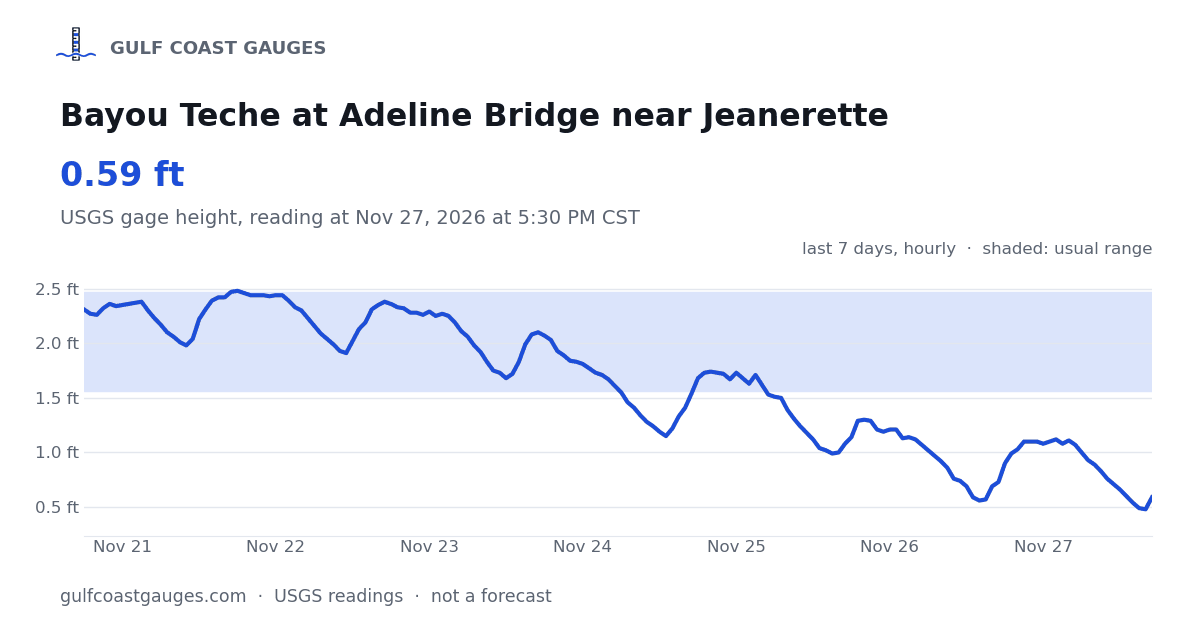 GULF COAST GAUGES
Bayou Teche at Adeline Bridge near Jeanerette
0.59 ft
USGS gage height, reading at Nov 27, 2026 at 5:30 PM CST
last 7 days, hourly · shaded: usual range
2.5 ft
2.0 ft
1.5 ft
1.0 ft
0.5 ft
Nov 21 Nov 22 Nov 23 Nov 24 Nov 25 Nov 26 Nov 27
gulfcoastgauges.com · USGS readings · not a forecast